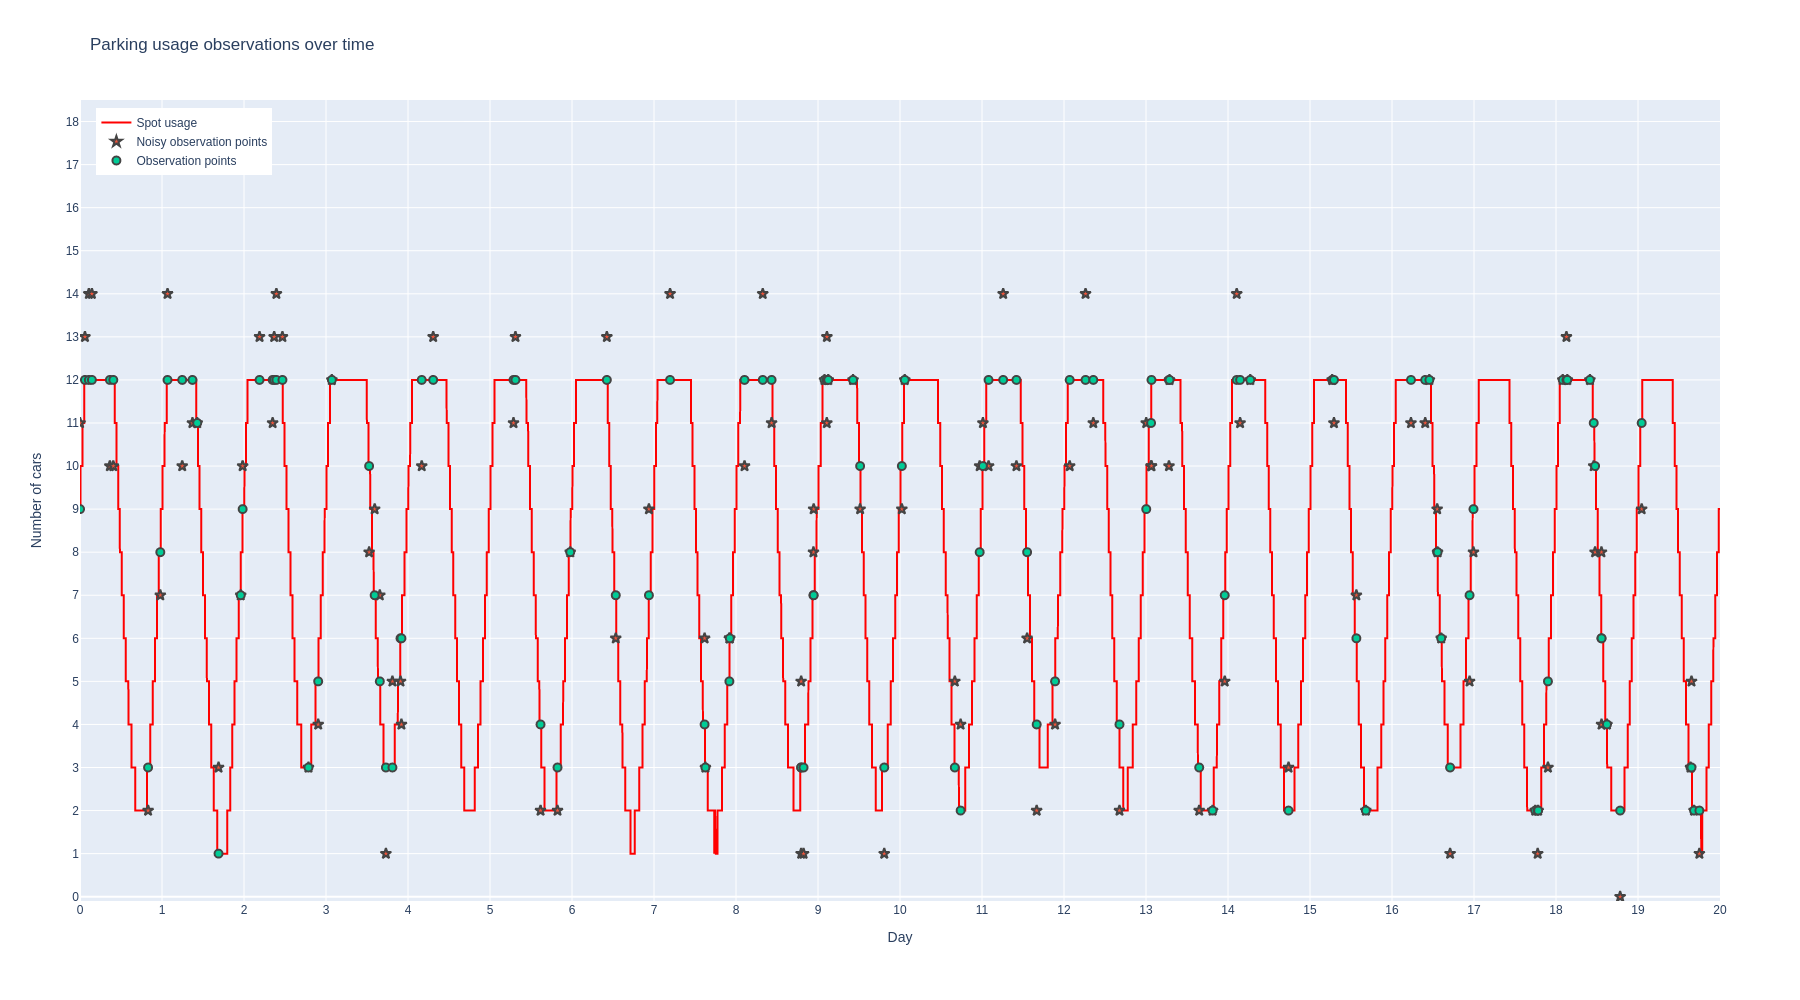 Parking usage observations over time
Spot usage
Noisy observation points
Observation points
Number of cars
18
17
16
15
14
13
12
11
10
9
8
7
6
5
4
3
2
1
0
0 1 2 3 4 5 6 7 8 9 10 11 12 13 14 15 16 17 18 19 20
Day